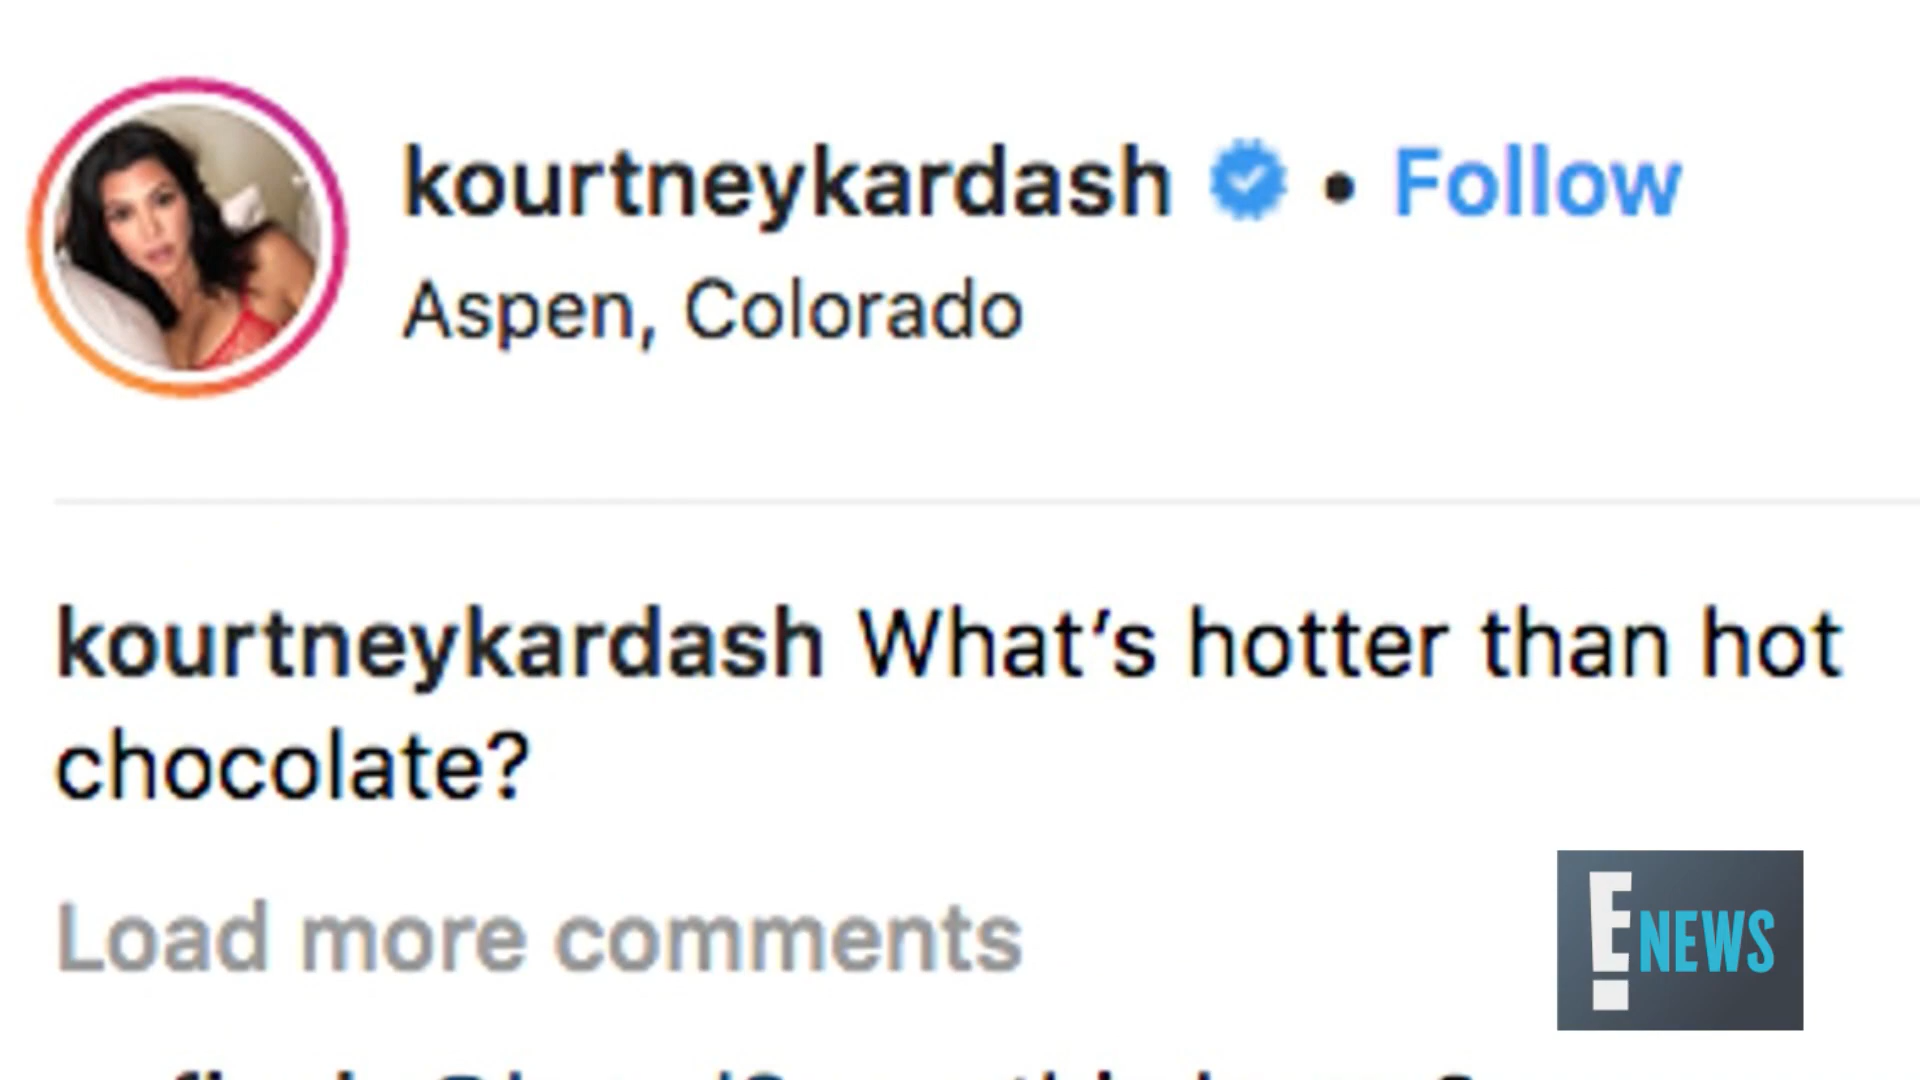 kourtneykardash • Follow
Aspen, Colorado
kourtneykardash What's hotter than hot
chocolate?
Load more comments
E! NEWS